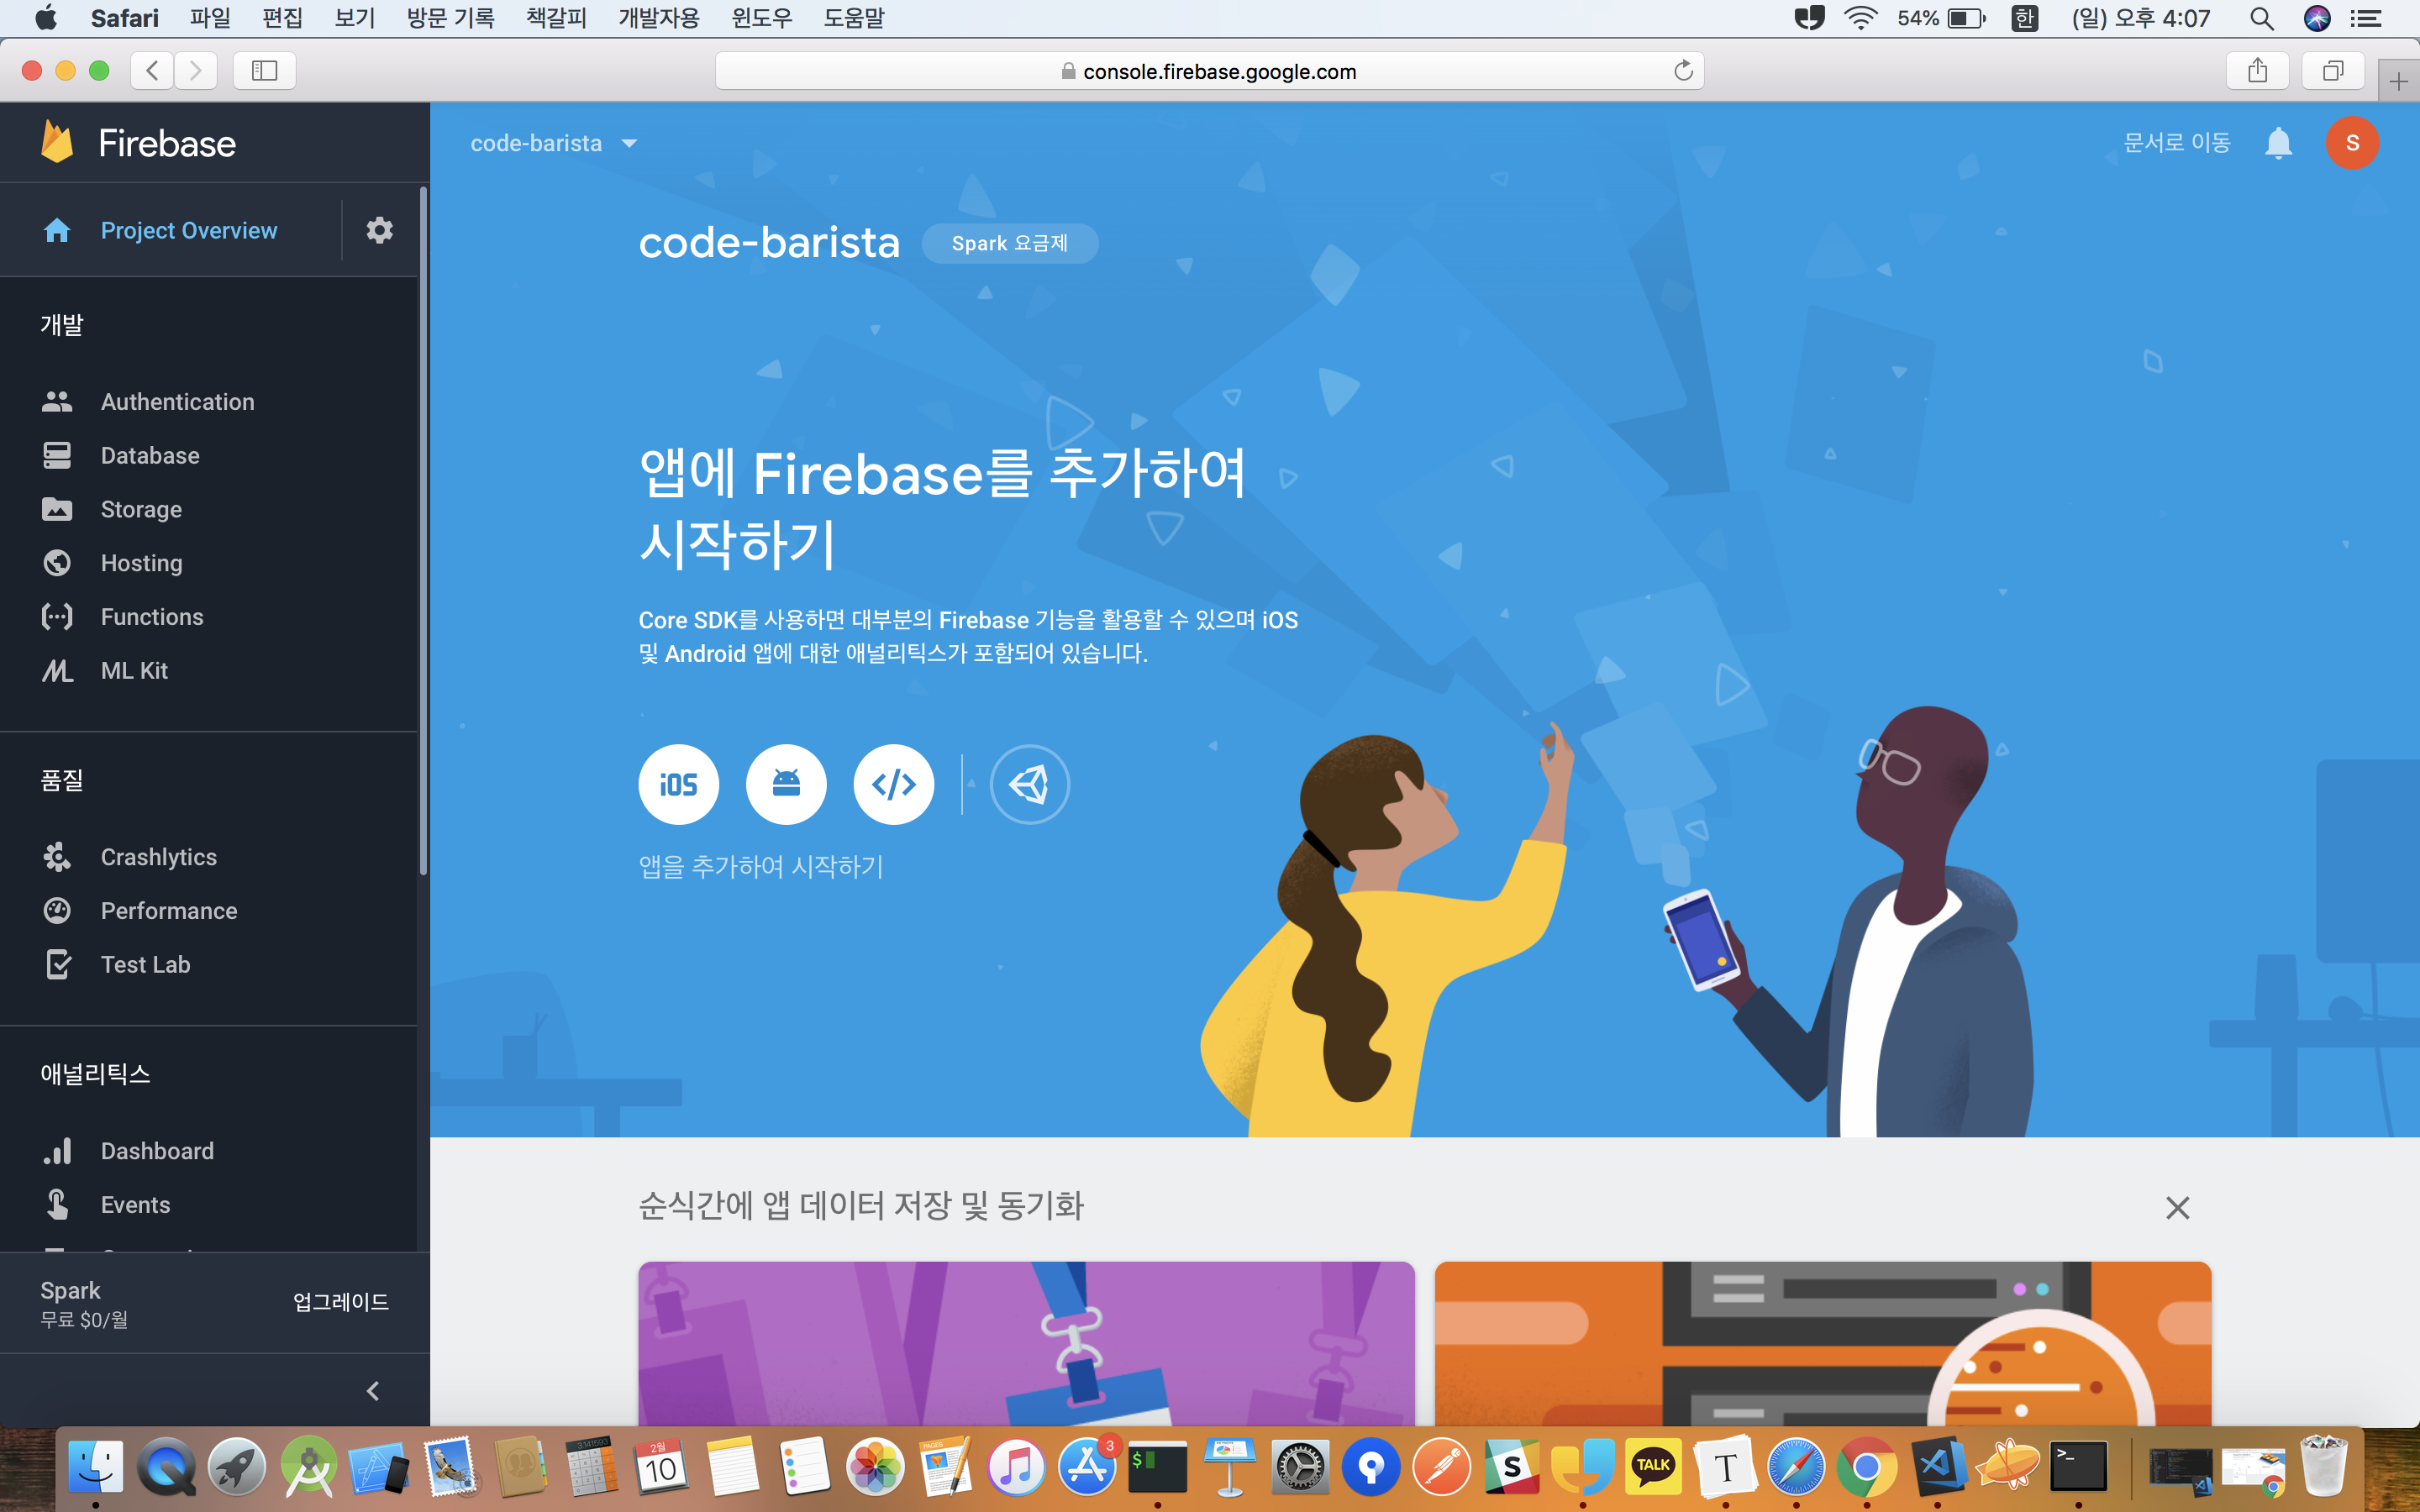 Safari 파일 편집 보기 방문 기록 책갈피 개발자용 윈도우 도움말 54% 한 (일) 오후 4:07
console.firebase.google.com
Firebase
code-barista
문서로 이동
S
Project Overview
code-barista
Spark 요금제
개발
Authentication
Database
Storage
Hosting
Functions
ML Kit
앱에 Firebase를 추가하여
시작하기
Core SDK를 사용하면 대부분의 Firebase 기능을 활용할 수 있으며 iOS
및 Android 앱에 대한 애널리틱스가 포함되어 있습니다.
iOS
</>
앱을 추가하여 시작하기
품질
Crashlytics
Performance
Test Lab
애널리틱스
Dashboard
Events
순식간에 앱 데이터 저장 및 동기화
Spark
무료 $0/월
업그레이드
2월
10
PAGES
3
$
S
TALK
T
>_